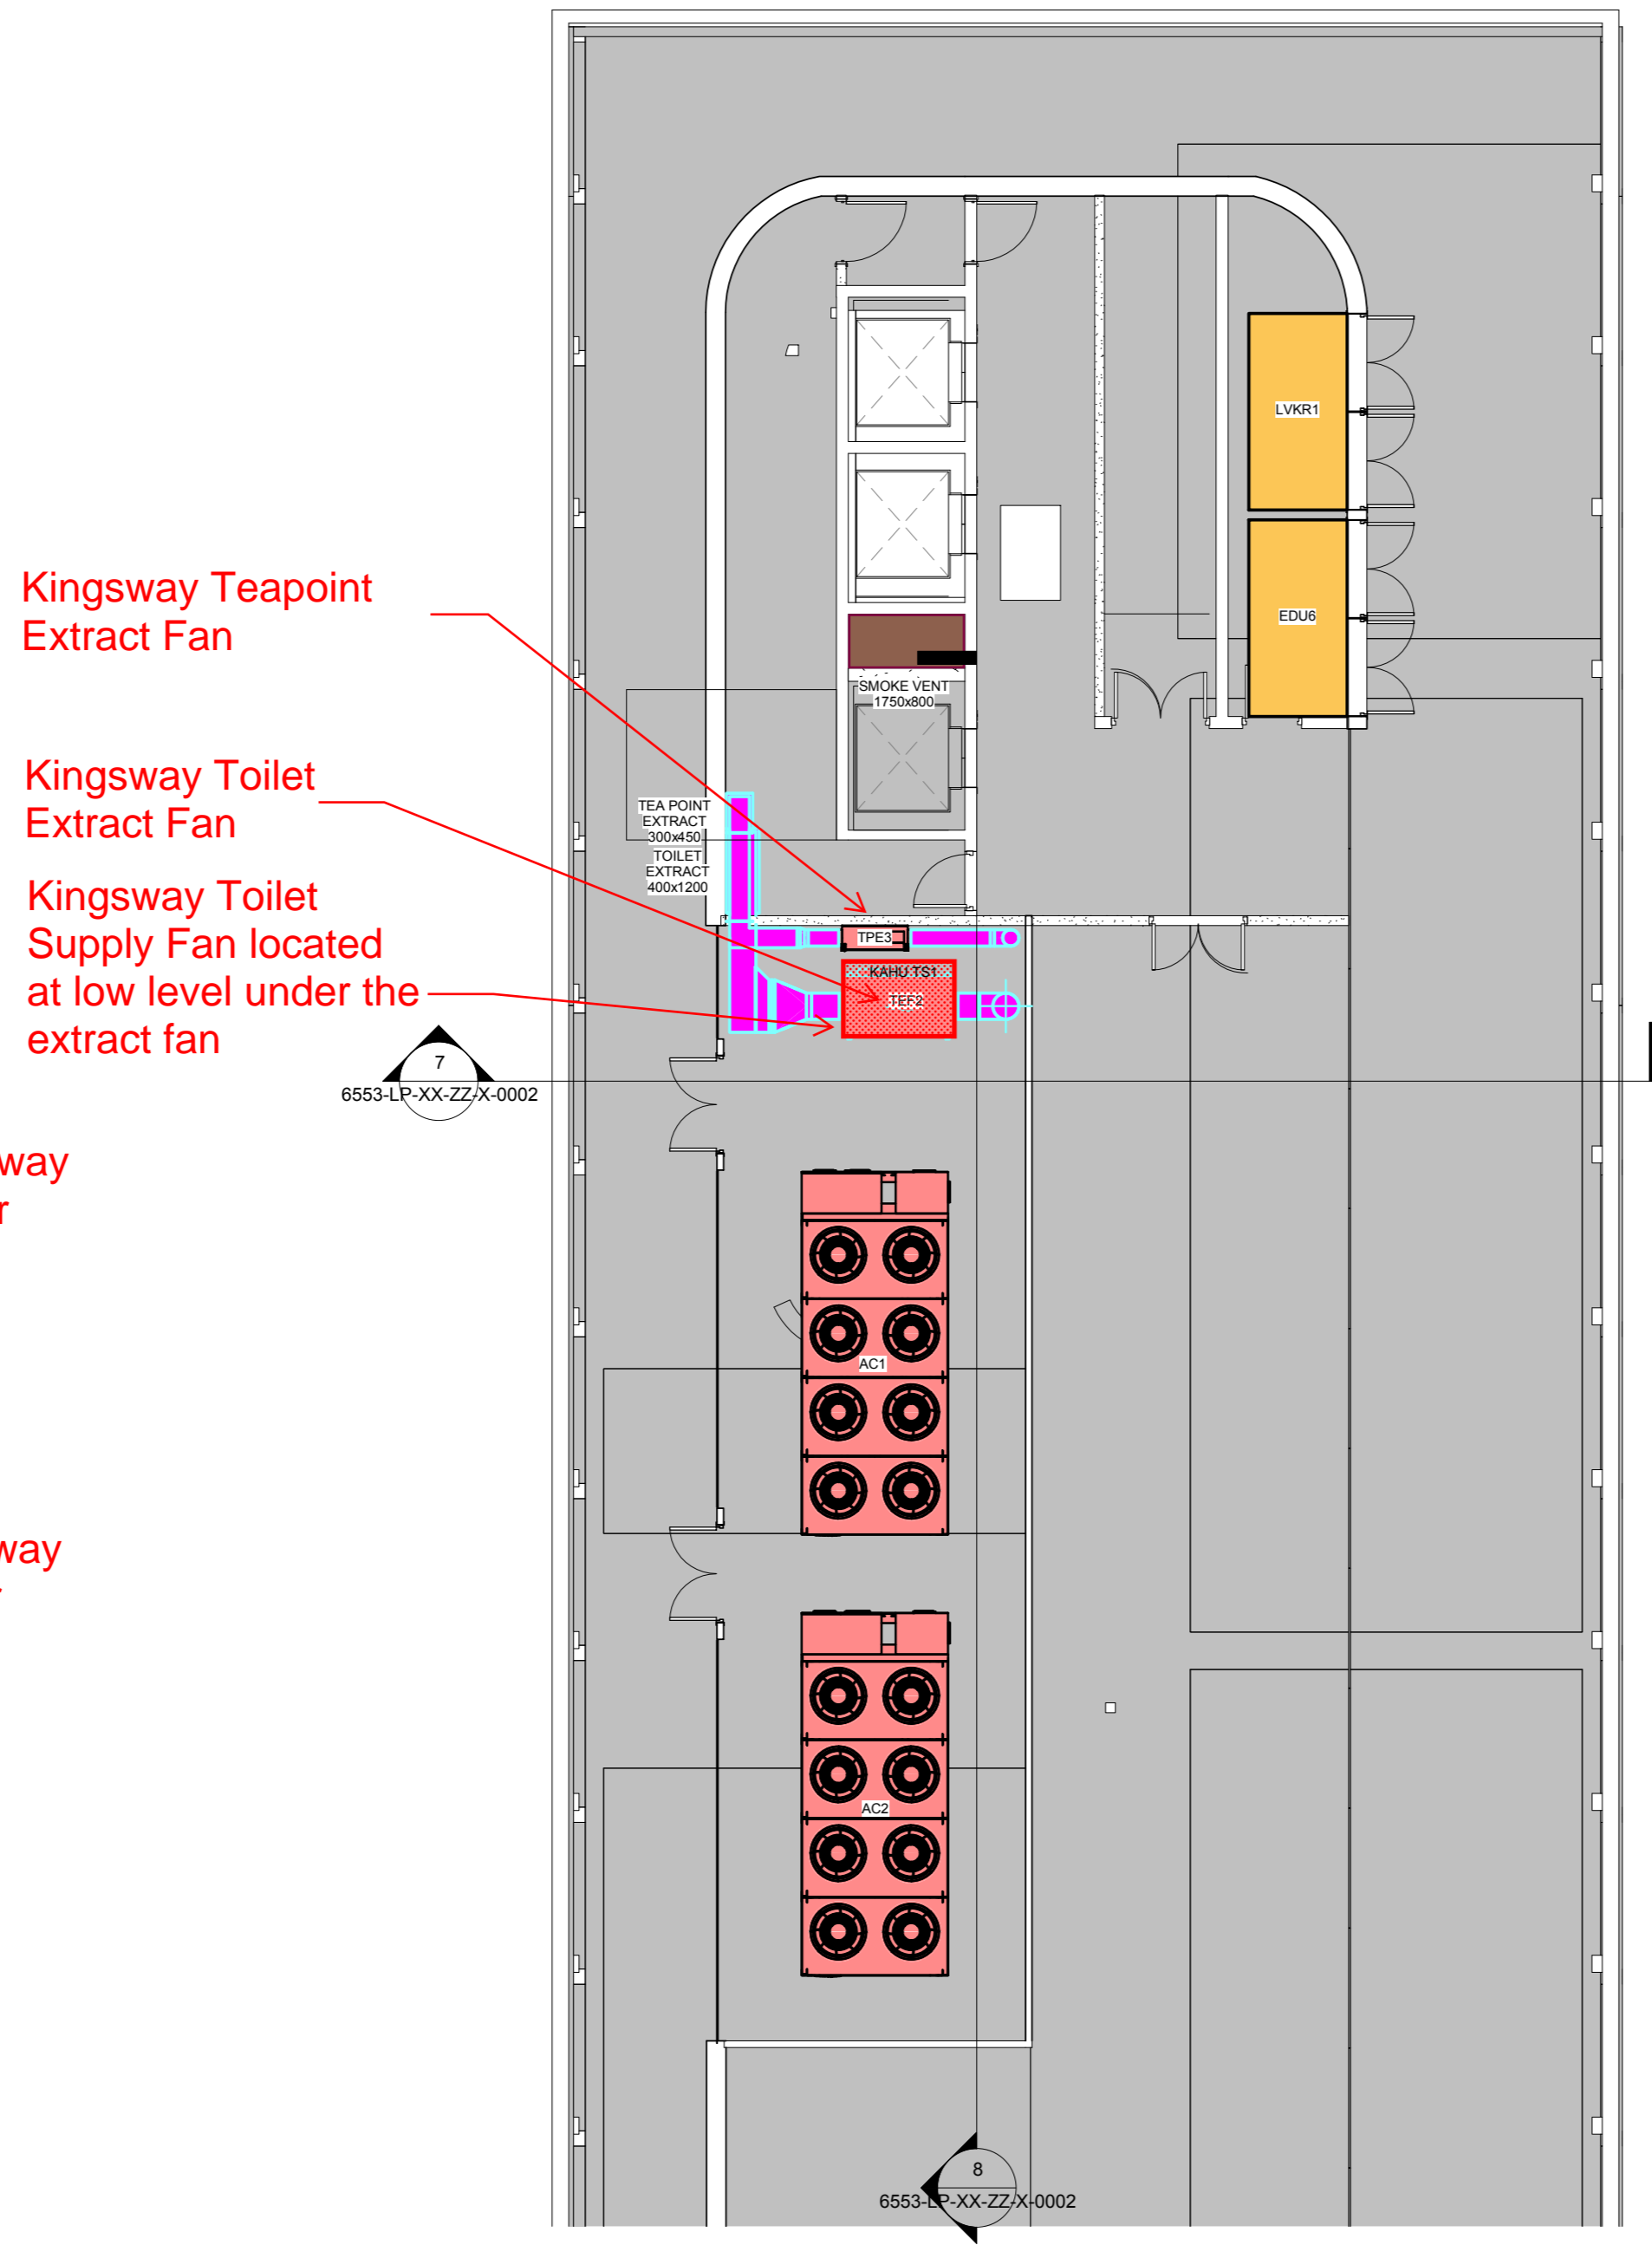 LVKR1
Kingsway Teapoint
Extract Fan
EDU6
SMOKE VENT
1750x800
Kingsway Toilet
Extract Fan
TEA POINT
EXTRACT
300x450
TOILET
EXTRACT
400x1200
Kingsway Toilet
Supply Fan located
at low level under the
extract fan
TPE3
KAHU TS1
TEF2
7
6553-LP-XX-ZZ-X-0002
way
AC1
way
AC2
8
6553-LP-XX-ZZ-X-0002